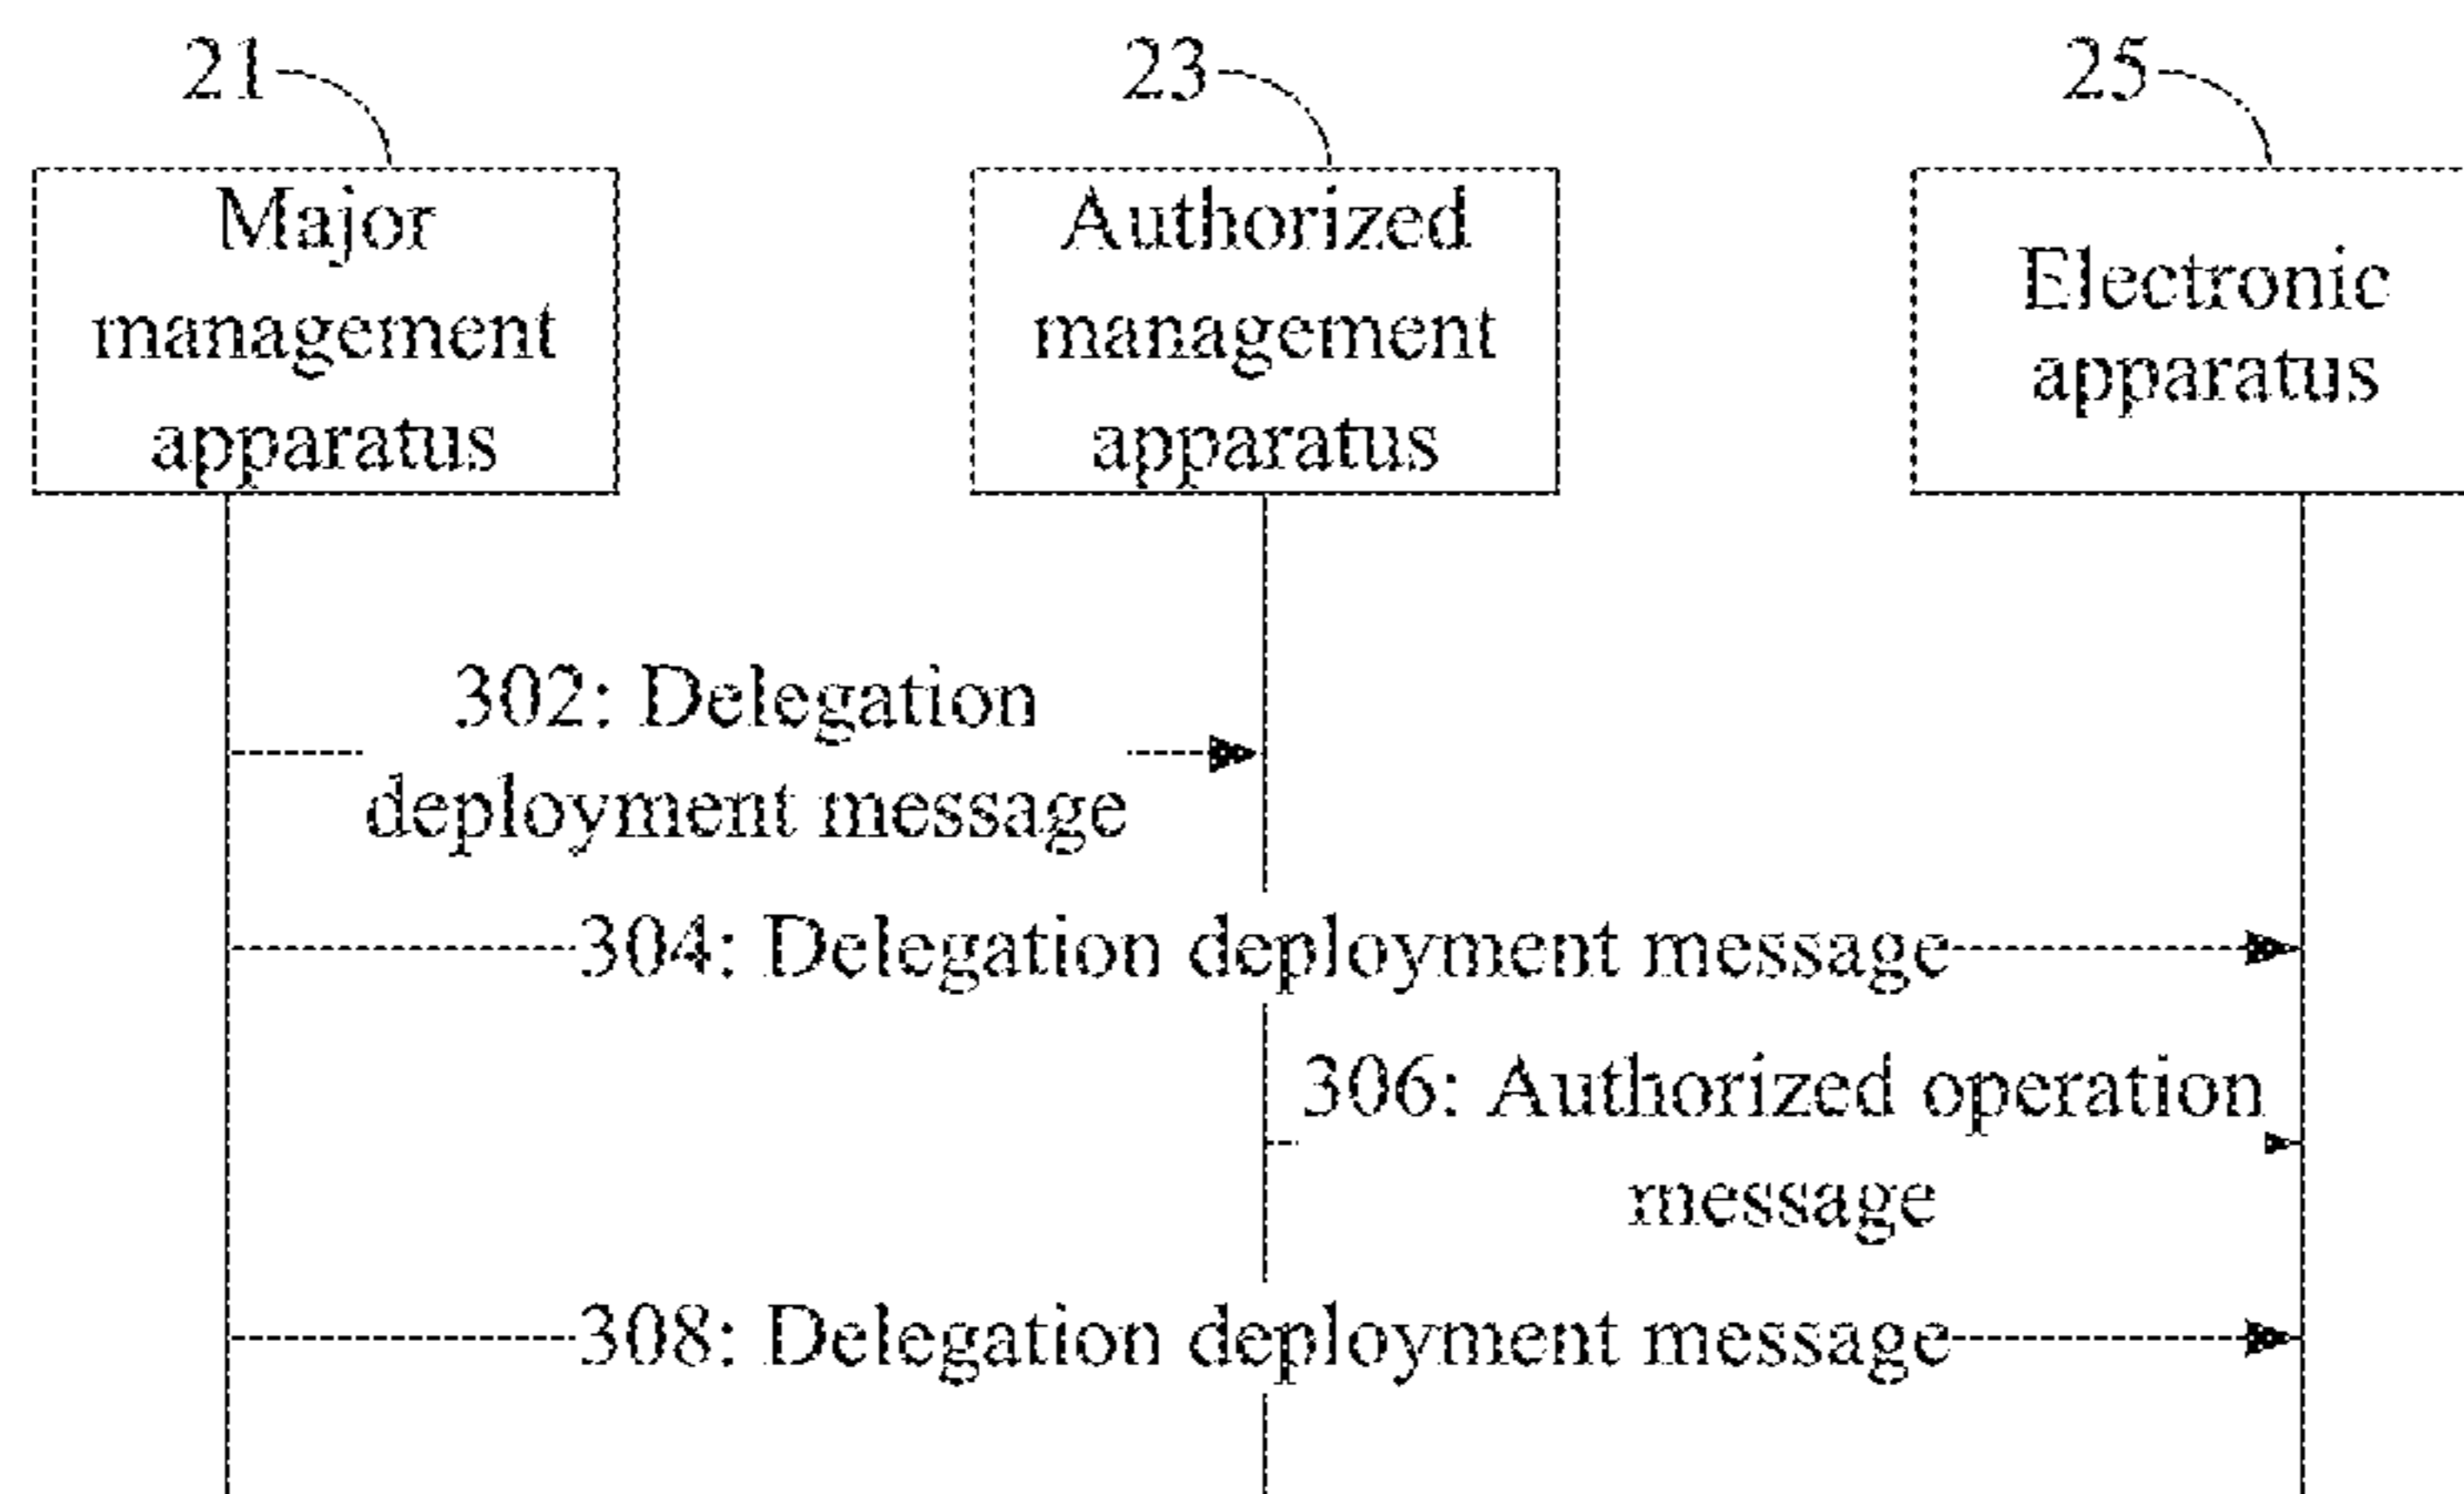 21
23
25
Major
management
apparatus
Authorized
management
apparatus
Electronic
apparatus
302: Delegation
deployment message
304: Delegation deployment message
306: Authorized operation
message
308: Delegation deployment message